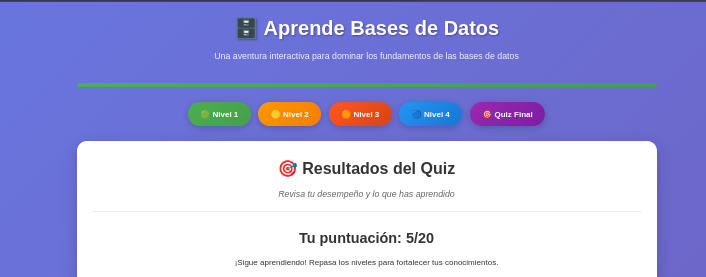 Aprende Bases de Datos
Una aventura interactiva para dominar los fundamentos de las bases de datos
Nivel 1 Nivel 2 Nivel 3 Nivel 4 Quiz Final
Resultados del Quiz
Revisa tu desempeño y lo que has aprendido
Tu puntuación: 5/20
¡Sigue aprendiendo! Repasa los niveles para fortalecer tus conocimientos.